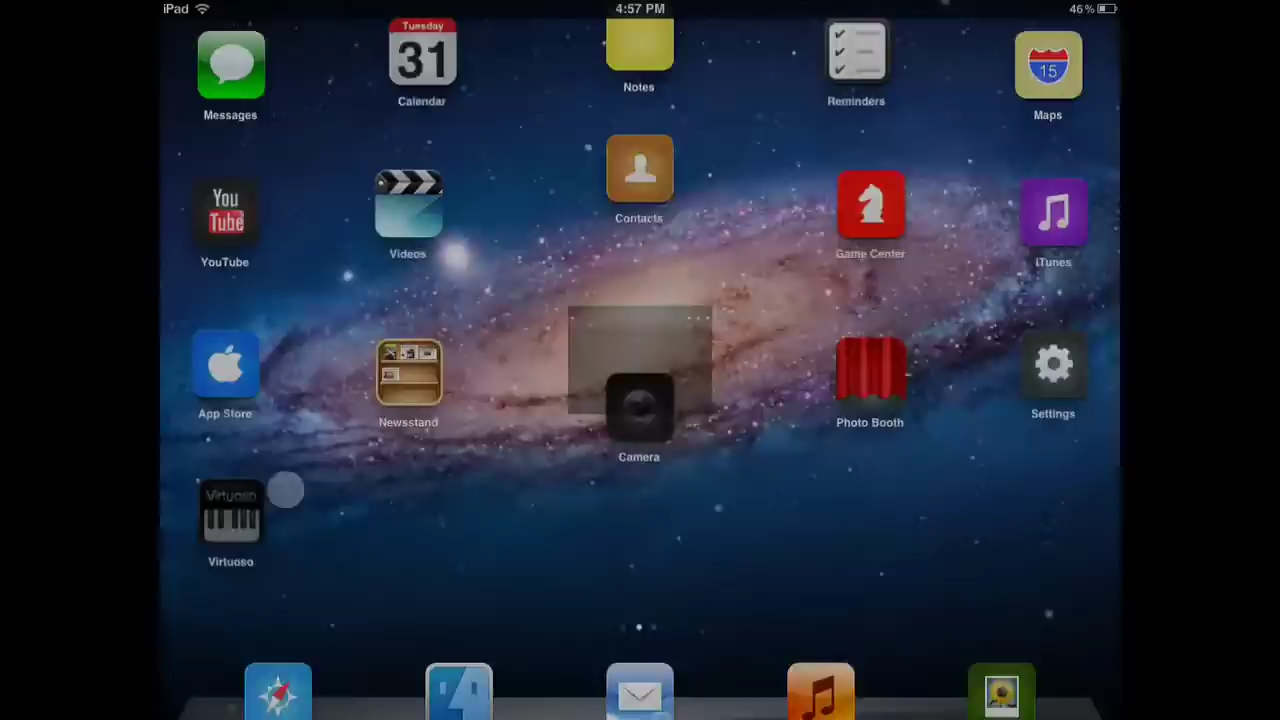 iPad 4:57 PM 46%
Tuesday
31
Messages
Calendar
Notes
Reminders
15
Maps
You
Tube
YouTube
Videos
Contacts
Game Center
iTunes
App Store
Newsstand
Camera
Photo Booth
Settings
Virtuoso
Virtuoso